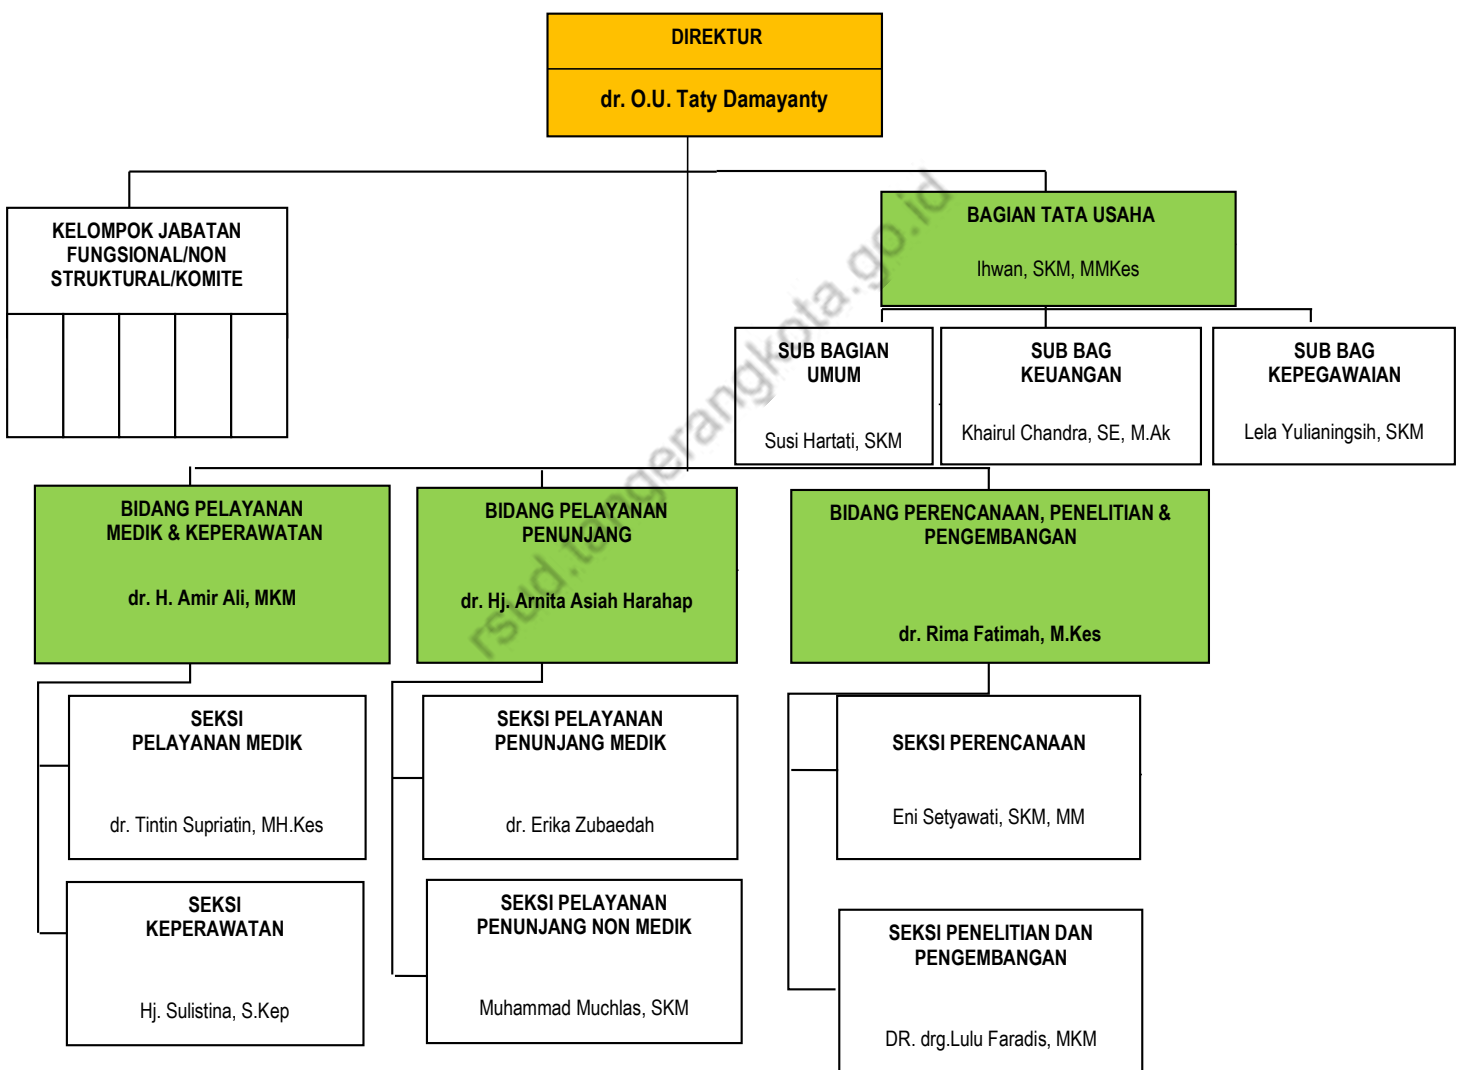 DIREKTUR
dr. O.U. Taty Damayanty
KELOMPOK JABATAN
FUNGSIONAL/NON
STRUKTURAL/KOMITE
BAGIAN TATA USAHA
Ihwan, SKM, MMKes
SUB BAGIAN
UMUM
Susi Hartati, SKM
SUB BAG
KEUANGAN
Khairul Chandra, SE, M.Ak
SUB BAG
KEPEGAWAIAN
Lela Yulianingsih, SKM
BIDANG PELAYANAN
MEDIK & KEPERAWATAN
dr. H. Amir Ali, MKM
BIDANG PELAYANAN
PENUNJANG
dr. Hj. Arnita Asiah Harahap
BIDANG PERENCANAAN, PENELITIAN &
PENGEMBANGAN
dr. Rima Fatimah, M.Kes
SEKSI
PELAYANAN MEDIK
dr. Tintin Supriatin, MH.Kes
SEKSI PELAYANAN
PENUNJANG MEDIK
dr. Erika Zubaedah
SEKSI PERENCANAAN
Eni Setyawati, SKM, MM
SEKSI
KEPERAWATAN
Hj. Sulistina, S.Kep
SEKSI PELAYANAN
PENUNJANG NON MEDIK
Muhammad Muchlas, SKM
SEKSI PENELITIAN DAN
PENGEMBANGAN
DR. drg.Lulu Faradis, MKM
rsud.tangerangkota.go.id